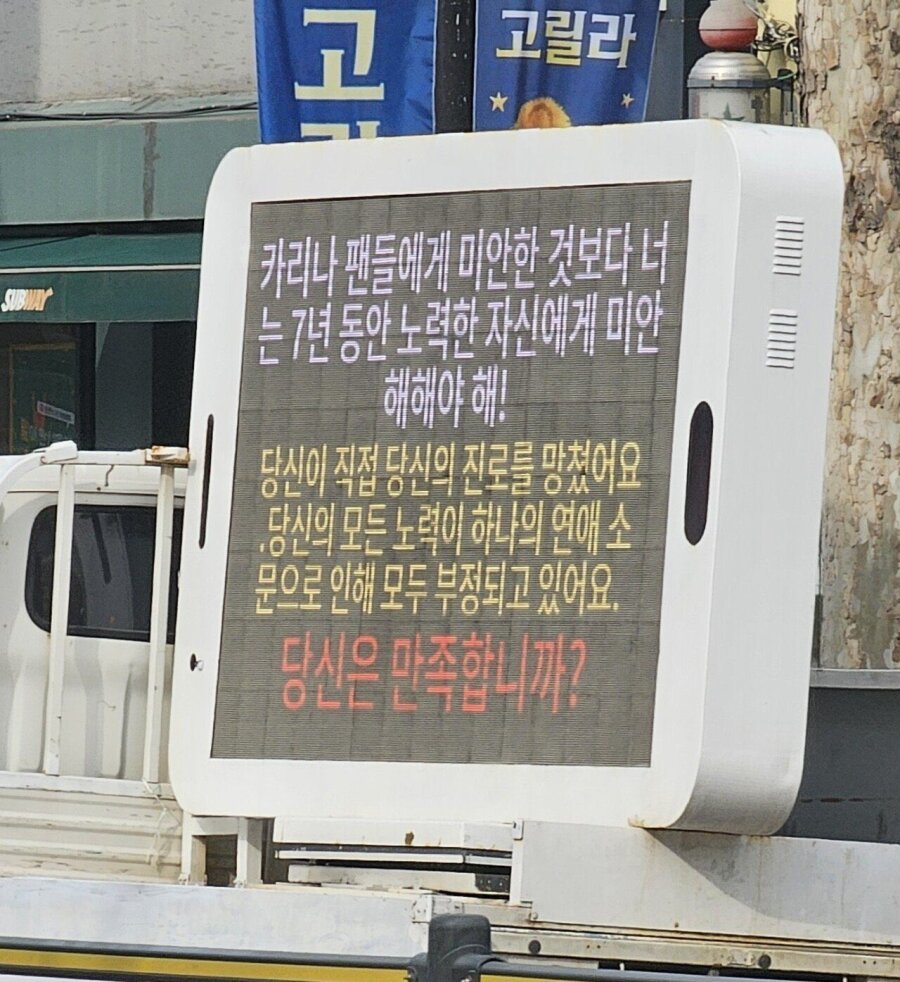 고
고릴라
SUBWAY
카리나 팬들에게 미안한 것보다 너
는 7년 동안 노력한 자신에게 미안
해해야 해!
당신이 직접 당신의 진로를 망쳤어요
.당신의 모든 노력이 하나의 연애 소
문으로 인해 모두 부정되고 있어요.
당신은 만족합니까?